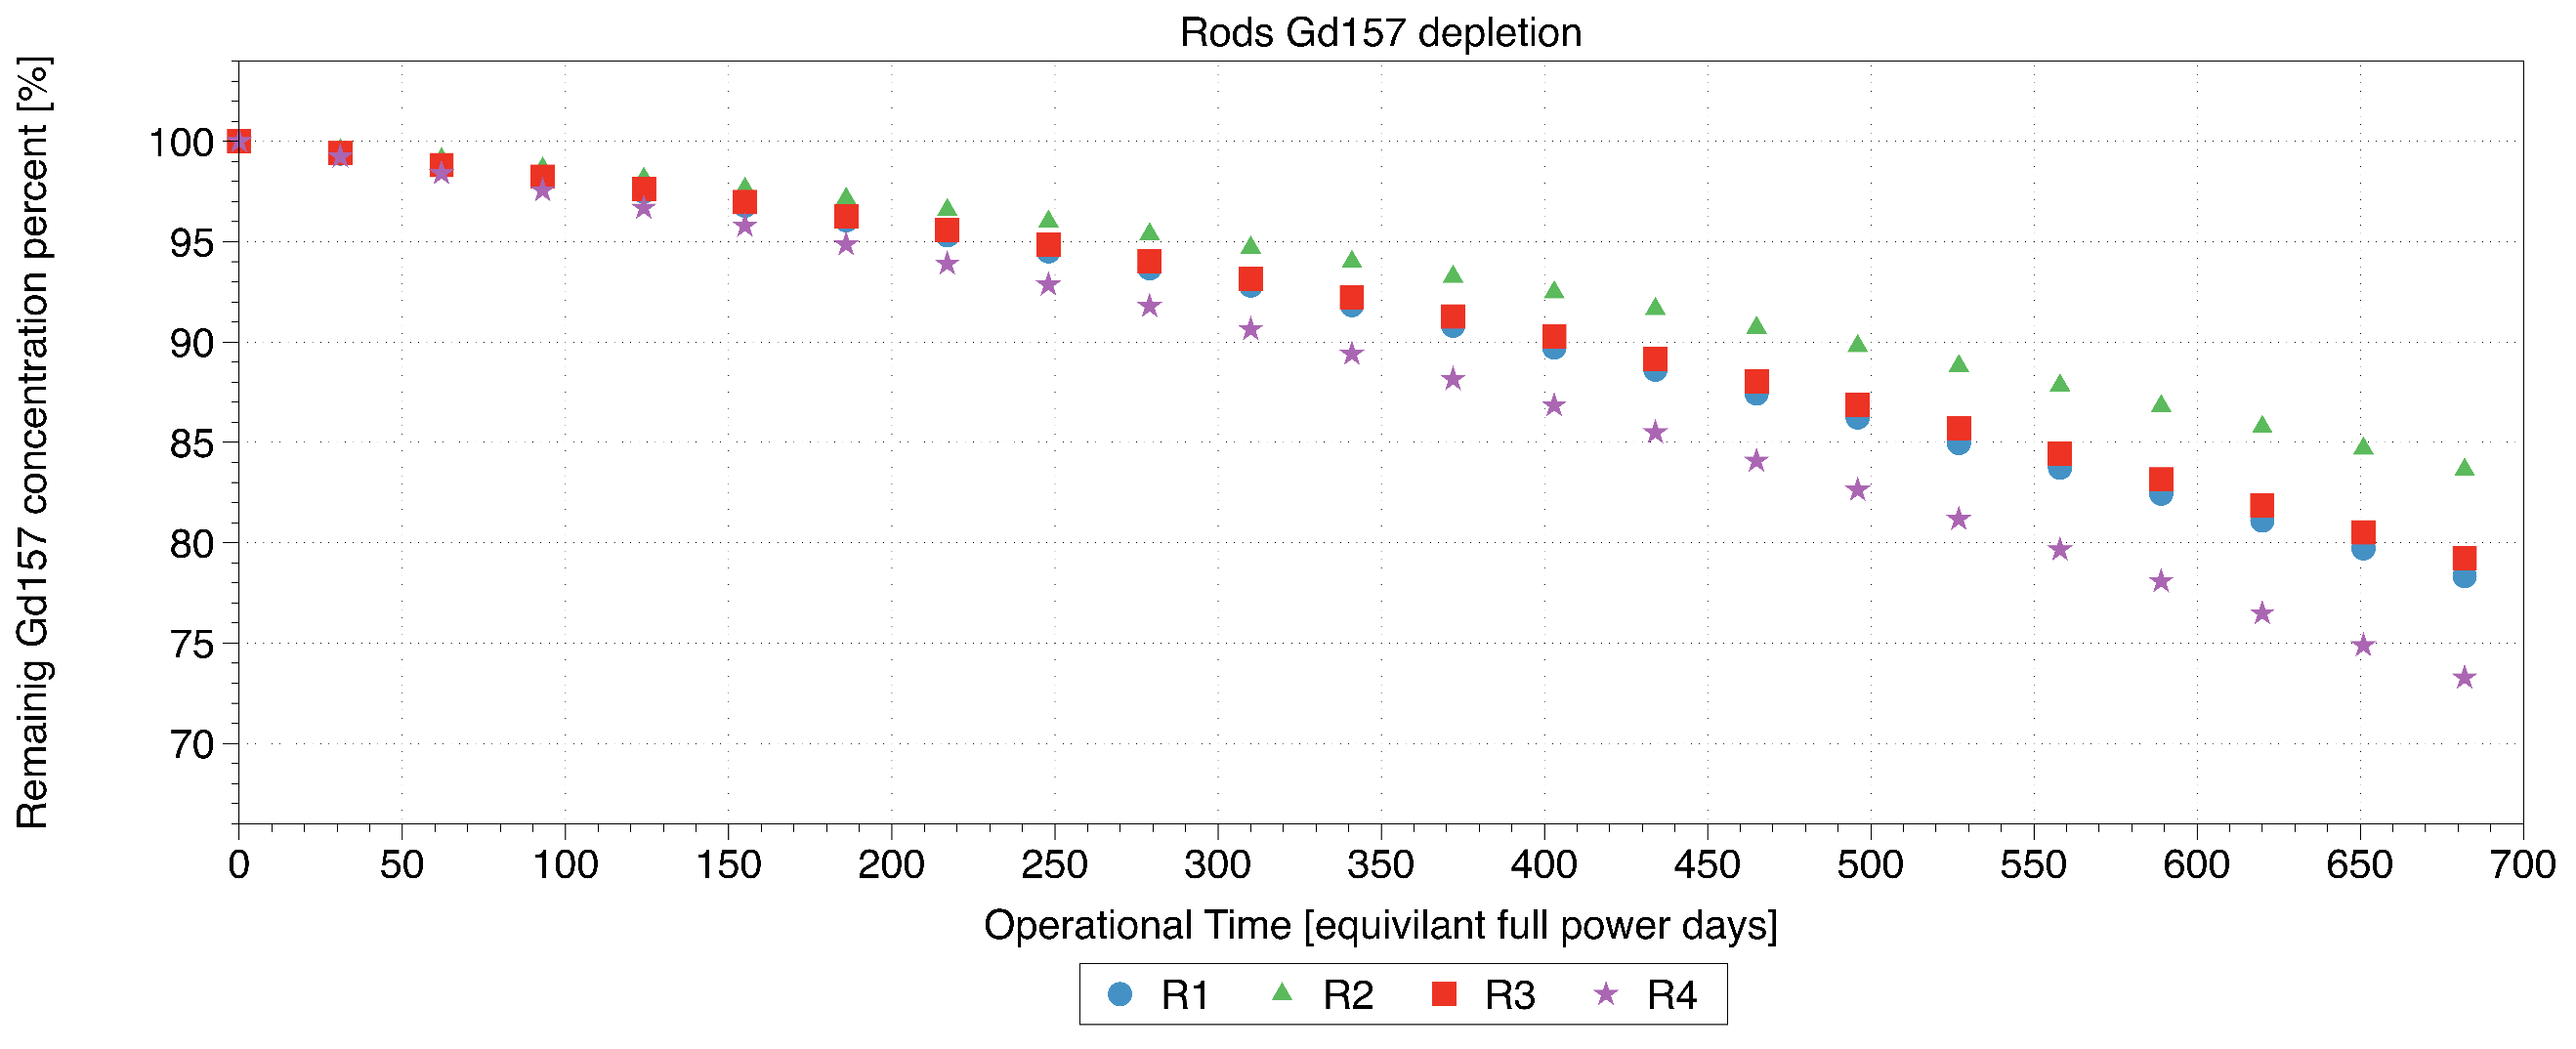 Rods Gd157 depletion
Remainig Gd157 concentration percent [%]
100
95
90
85
80
75
70
0 50 100 150 200 250 300 350 400 450 500 550 600 650 700
Operational Time [equivilant full power days]
R1 R2 R3 R4